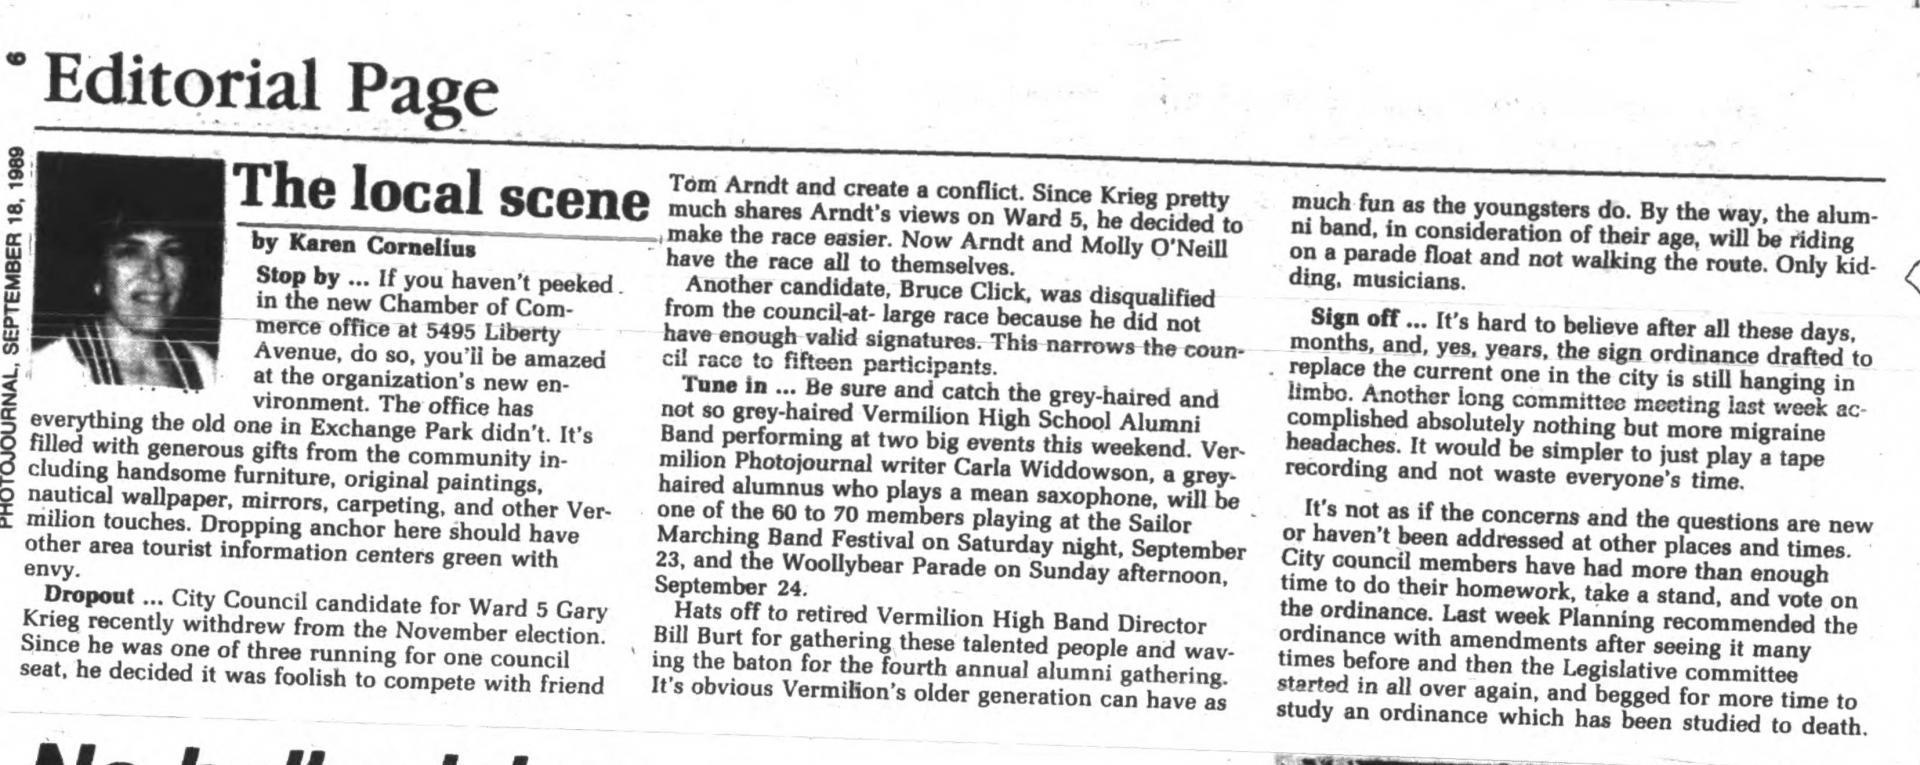 6
PHOTOJOURNAL, SEPTEMBER 18, 1989
Editorial Page
The local scene
by Karen Cornelius
Stop by ... If you haven't peeked
in the new Chamber of Com-
merce office at 5495 Liberty
Avenue, do so, you'll be amazed
at the organization's new en-
vironment. The office has
everything the old one in Exchange Park didn't. It's
filled with generous gifts from the community in-
cluding handsome furniture, original paintings,
nautical wallpaper, mirrors, carpeting, and other Ver-
milion touches. Dropping anchor here should have
other area tourist information centers green with
envy.
Dropout ... City Council candidate for Ward 5 Gary
Krieg recently withdrew from the November election.
Since he was one of three running for one council
seat, he decided it was foolish to compete with friend
Tom Arndt and create a conflict. Since Krieg pretty
much shares Arndt's views on Ward 5, he decided to
make the race easier. Now Arndt and Molly O'Neill
have the race all to themselves.
Another candidate, Bruce Click, was disqualified
from the council-at- large race because he did not
have enough valid signatures. This narrows the coun-
cil race to fifteen participants.
Tune in ... Be sure and catch the grey-haired and
not so grey-haired Vermilion High School Alumni
Band performing at two big events this weekend. Ver-
milion Photojournal writer Carla Widdowson, a grey-
haired alumnus who plays a mean saxophone, will be
one of the 60 to 70 members playing at the Sailor
Marching Band Festival on Saturday night, September
23, and the Woollybear Parade on Sunday afternoon,
September 24.
Hats off to retired Vermilion High Band Director
Bill Burt for gathering these talented people and wav-
ing the baton for the fourth annual alumni gathering.
It's obvious Vermilion's older generation can have as
much fun as the youngsters do. By the way, the alum-
ni band, in consideration of their age, will be riding
on a parade float and not walking the route. Only kid-
ding, musicians.
Sign off ... It's hard to believe after all these days,
months, and, yes, years, the sign ordinance drafted to
replace the current one in the city is still hanging in
limbo. Another long committee meeting last week ac-
complished absolutely nothing but more migraine
headaches. It would be simpler to just play a tape
recording and not waste everyone's time.
It's not as if the concerns and the questions are new
or haven't been addressed at other places and times.
City council members have had more than enough
time to do their homework, take a stand, and vote on
the ordinance. Last week Planning recommended the
ordinance with amendments after seeing it many
times before and then the Legislative committee
started in all over again, and begged for more time to
study an ordinance which has been studied to death.